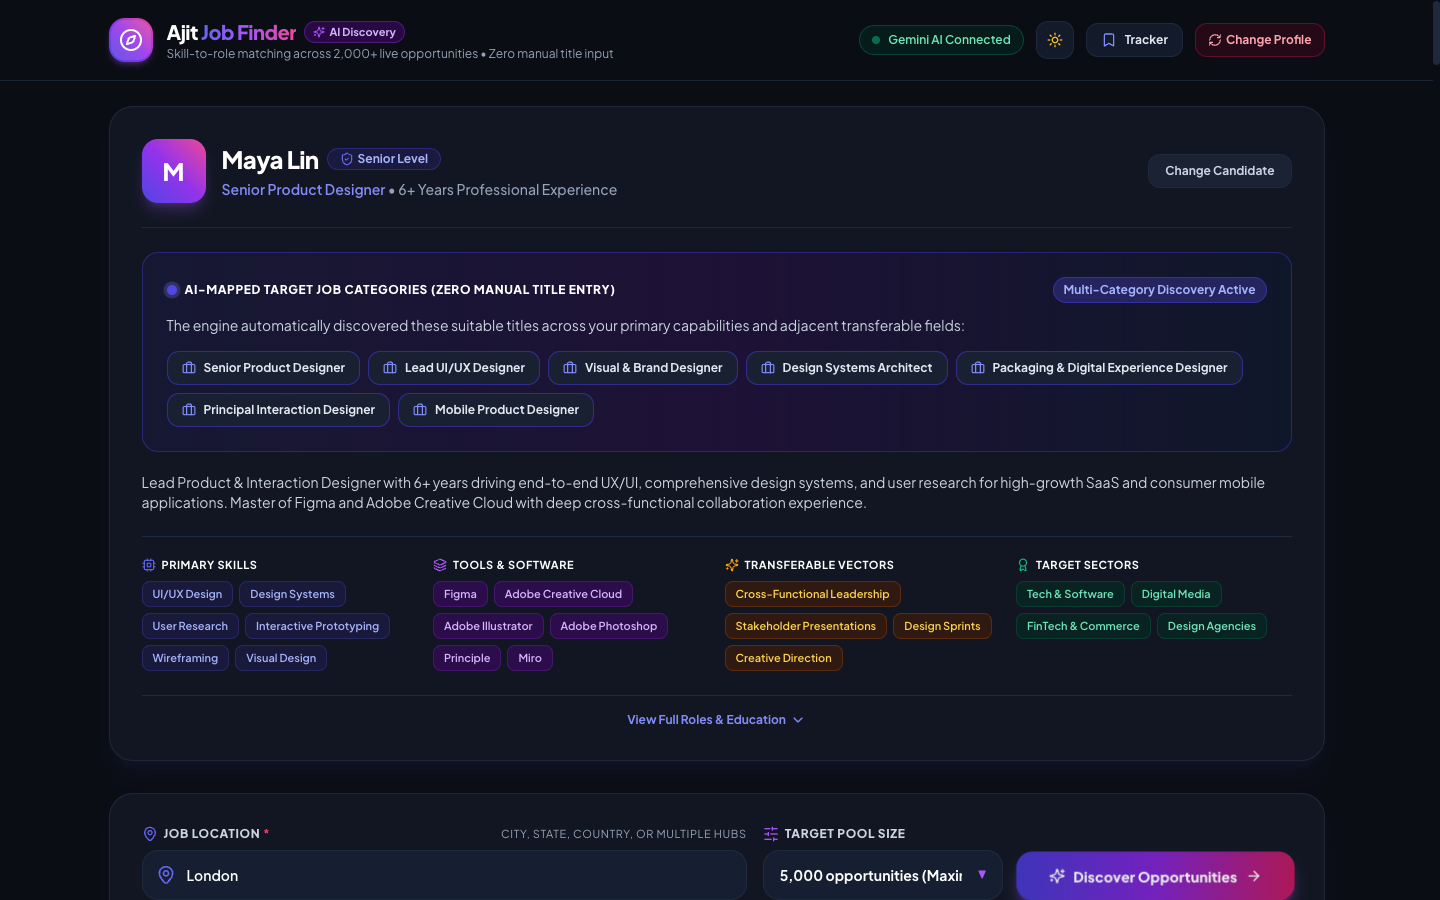 Ajit Job Finder
AI Discovery
Skill-to-role matching across 2,000+ live opportunities • Zero manual title input
Gemini AI Connected
Tracker
Change Profile
M
Maya Lin
Senior Level
Senior Product Designer • 6+ Years Professional Experience
Change Candidate
AI-MAPPED TARGET JOB CATEGORIES (ZERO MANUAL TITLE ENTRY)
Multi-Category Discovery Active
The engine automatically discovered these suitable titles across your primary capabilities and adjacent transferable fields:
Senior Product Designer
Lead UI/UX Designer
Visual & Brand Designer
Design Systems Architect
Packaging & Digital Experience Designer
Principal Interaction Designer
Mobile Product Designer
Lead Product & Interaction Designer with 6+ years driving end-to-end UX/UI, comprehensive design systems, and user research for high-growth SaaS and consumer mobile
applications. Master of Figma and Adobe Creative Cloud with deep cross-functional collaboration experience.
PRIMARY SKILLS
UI/UX Design
Design Systems
User Research
Interactive Prototyping
Wireframing
Visual Design
TOOLS & SOFTWARE
Figma
Adobe Creative Cloud
Adobe Illustrator
Adobe Photoshop
Principle
Miro
TRANSFERABLE VECTORS
Cross-Functional Leadership
Stakeholder Presentations
Design Sprints
Creative Direction
TARGET SECTORS
Tech & Software
Digital Media
FinTech & Commerce
Design Agencies
View Full Roles & Education
JOB LOCATION *
CITY, STATE, COUNTRY, OR MULTIPLE HUBS
London
TARGET POOL SIZE
5,000 opportunities (Maxi
Discover Opportunities